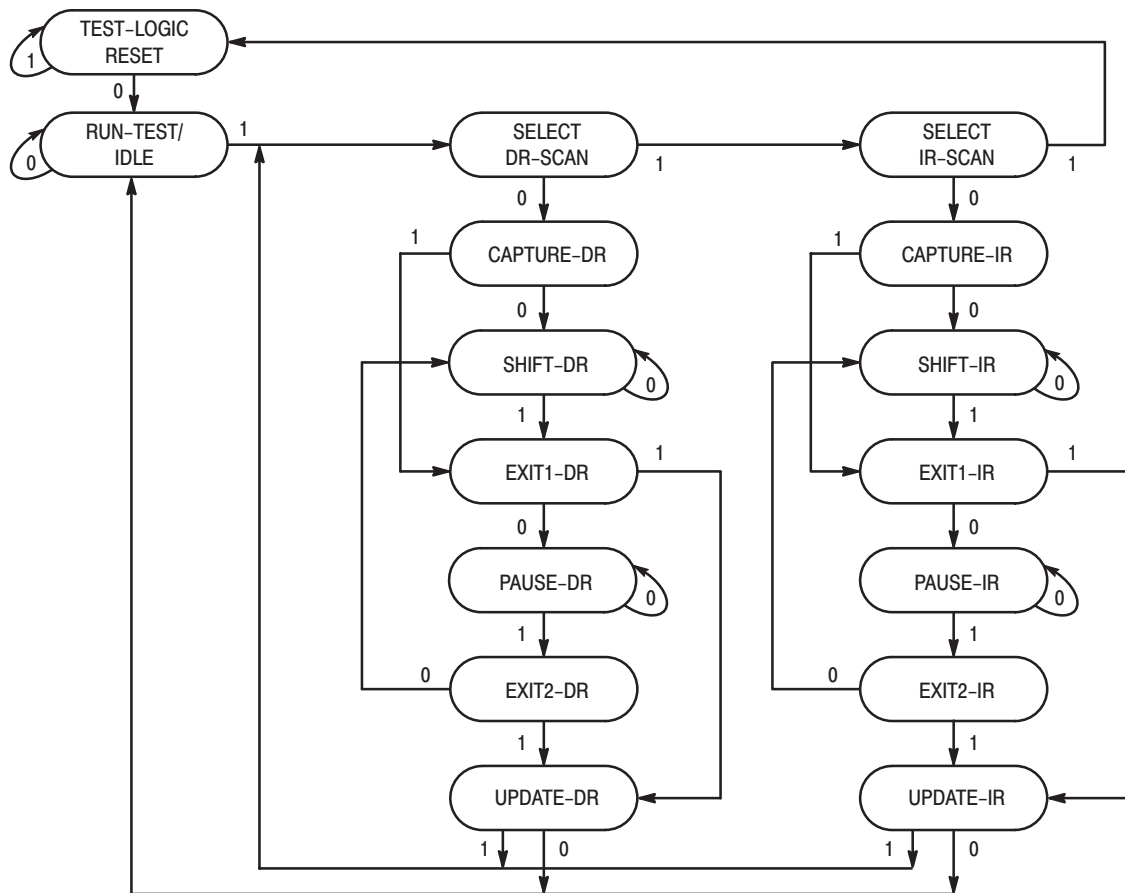 TEST–LOGIC
RESET
1
0
RUN–TEST/
IDLE
0
1
SELECT
DR–SCAN
1
SELECT
IR–SCAN
1
0
0
1
CAPTURE–DR
1
CAPTURE–IR
0
0
SHIFT–DR
0
SHIFT–IR
0
1
1
EXIT1–DR
1
EXIT1–IR
1
0
0
PAUSE–DR
0
PAUSE–IR
0
1
1
0
EXIT2–DR
0
EXIT2–IR
1
1
UPDATE–DR
UPDATE–IR
1
0
1
0